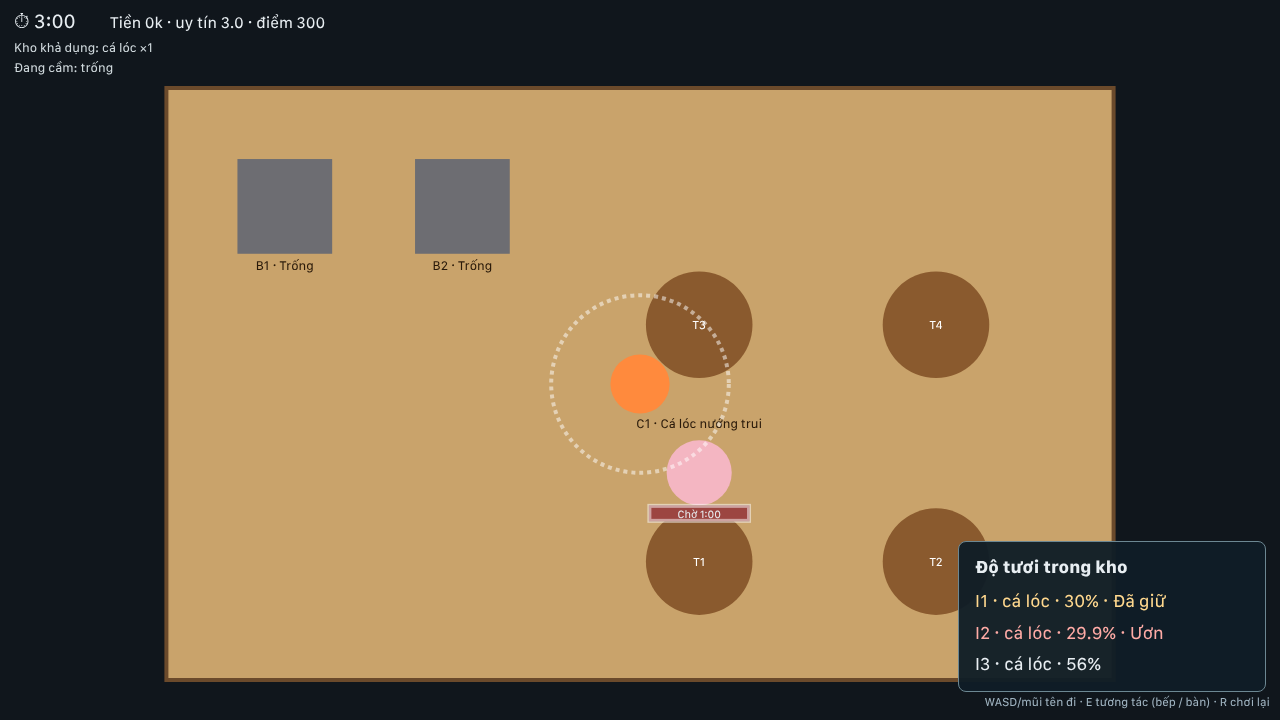 ⏱ 3:00 Tiền 0k · uy tín 3.0 · điểm 300
Kho khả dụng: cá lóc ×1
Đang cầm: trống
B1 · Trống
B2 · Trống
T3
T4
C1 · Cá lóc nướng trui
Chờ 1:00
T1
T2
Độ tươi trong kho
I1 · cá lóc · 30% · Đã giữ
I2 · cá lóc · 29.9% · Ươn
I3 · cá lóc · 56%
WASD/mũi tên đi · E tương tác (bếp / bàn) · R chơi lại